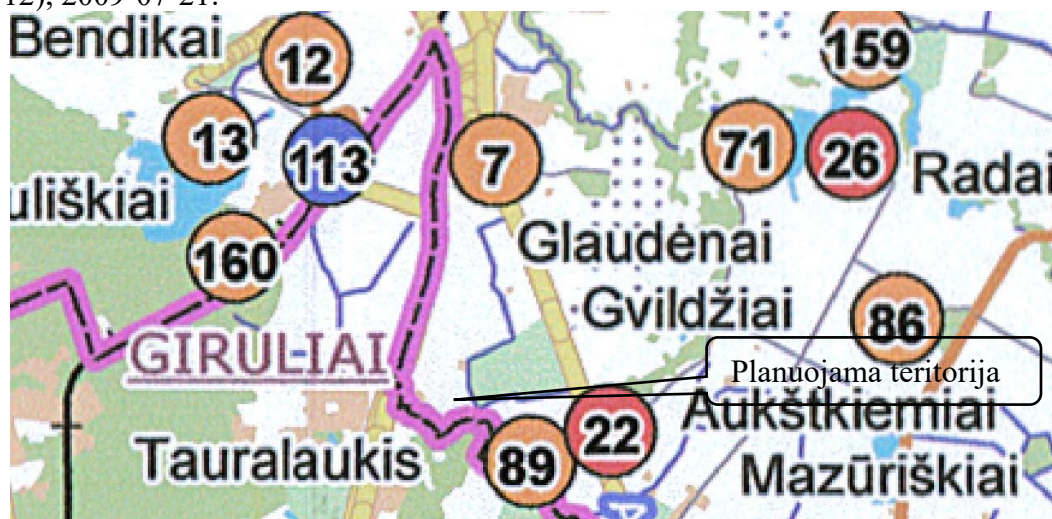 12), 2009-07-21.
Bendikai
12
159
13
113
7
71
26
Radai
uliškiai
160
Glaudėnai
Gvildžiai
86
GIRULIAI
Planuojama teritorija
22
Aukštkiemiai
Tauralaukis
89
Mazūriškiai